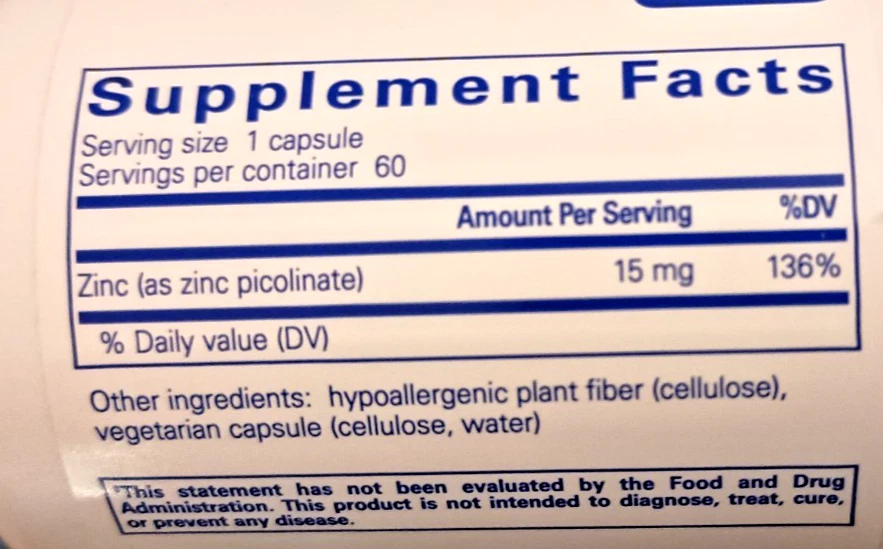 Supplement Facts
Serving size 1 capsule
Servings per container 60
Amount Per Serving %DV
Zinc (as zinc picolinate) 15 mg 136%
% Daily value (DV)
Other ingredients: hypoallergenic plant fiber (cellulose),
vegetarian capsule (cellulose, water)
*This statement has not been evaluated by the Food and Drug
Administration. This product is not intended to diagnose, treat, cure,
or prevent any disease.